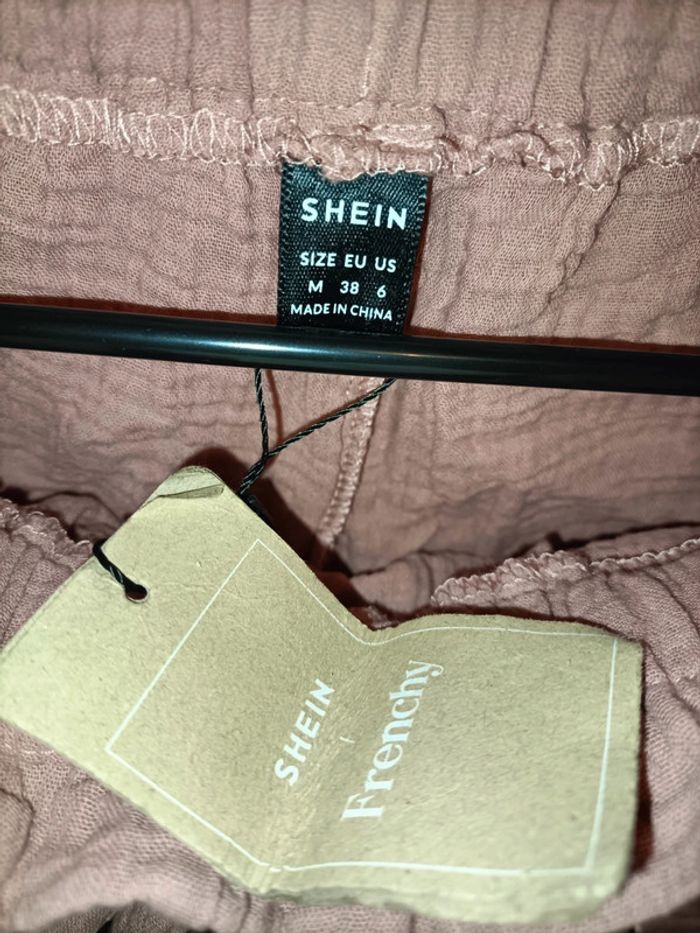 SHEIN
SIZE EU US
M 38 6
MADE IN CHINA
SHEIN
Frenchy